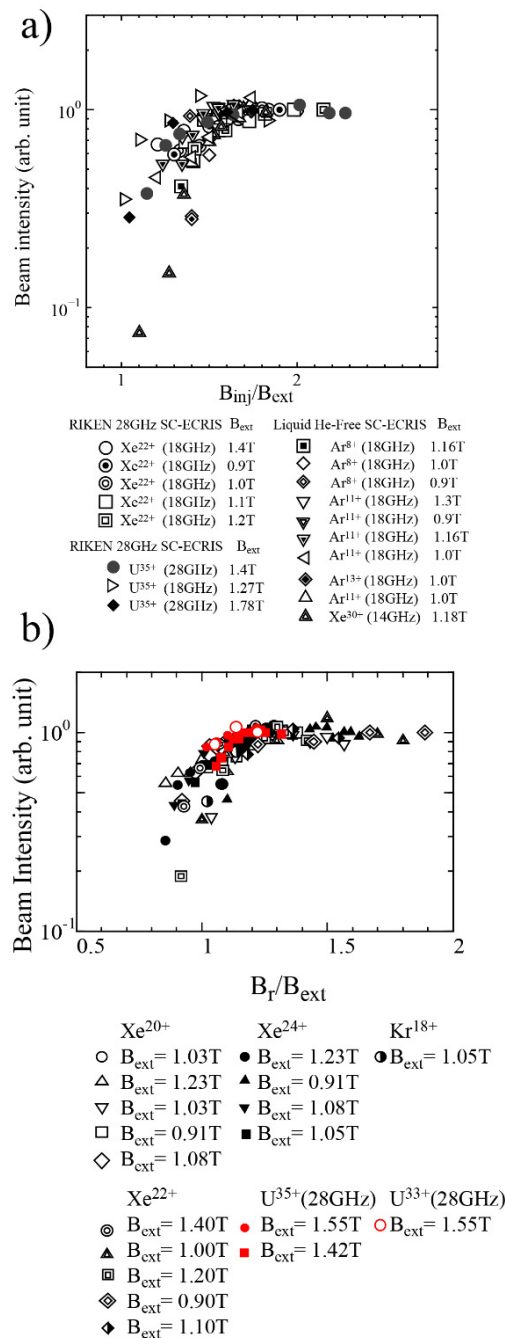 a)
Beam intensity (arb. unit)
10⁰
10⁻¹
1 2
B_inj/B_ext
RIKEN 28GHz SC-ECRIS B_ext
Xe²²⁺ (18GHz) 1.4T
Xe²²⁺ (18GHz) 0.9T
Xe²²⁺ (18GHz) 1.0T
Xe²²⁺ (18GHz) 1.1T
Xe²²⁺ (18GHz) 1.2T
RIKEN 28GHz SC-ECRIS B_ext
U³⁵⁺ (28GHz) 1.4T
U³⁵⁺ (18GHz) 1.27T
U³⁵⁺ (28GHz) 1.78T
Liquid He-Free SC-ECRIS B_ext
Ar⁸⁺ (18GHz) 1.16T
Ar⁸⁺ (18GHz) 1.0T
Ar⁸⁺ (18GHz) 0.9T
Ar¹¹⁺ (18GHz) 1.3T
Ar¹¹⁺ (18GHz) 0.9T
Ar¹¹⁺ (18GHz) 1.16T
Ar¹¹⁺ (18GHz) 1.0T
Ar¹³⁺ (18GHz) 1.0T
Ar¹¹⁺ (18GHz) 1.0T
Xe³⁰⁺ (14GHz) 1.18T
b)
Beam Intensity (arb. unit)
10⁰
10⁻¹
0.5 1 1.5 2
B_r/B_ext
Xe²⁰⁺
B_ext= 1.03T
B_ext= 1.23T
B_ext= 1.03T
B_ext= 0.91T
B_ext= 1.08T
Xe²⁴⁺
B_ext= 1.23T
B_ext= 0.91T
B_ext= 1.08T
B_ext= 1.05T
Kr¹⁸⁺
B_ext= 1.05T
Xe²²⁺
B_ext= 1.40T
B_ext= 1.00T
B_ext= 1.20T
B_ext= 0.90T
B_ext= 1.10T
U³⁵⁺(28GHz)
B_ext= 1.55T
B_ext= 1.42T
U³³⁺(28GHz)
B_ext= 1.55T